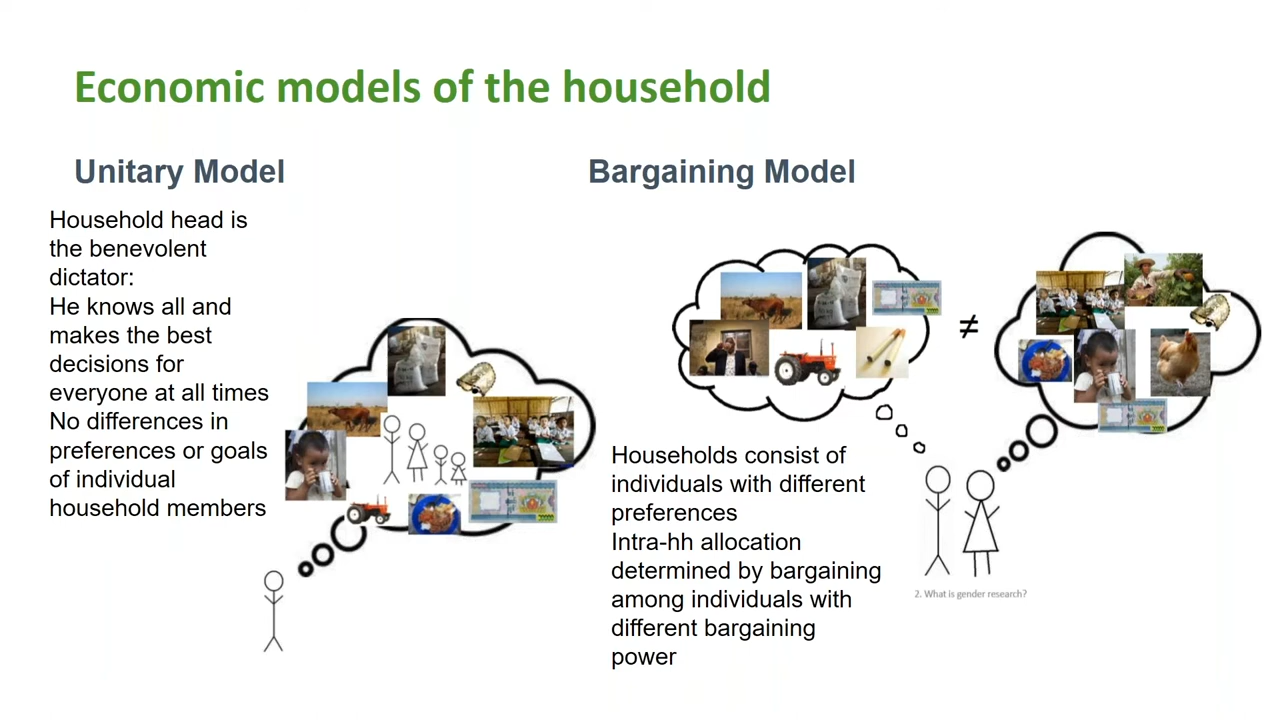 Economic models of the household
Unitary Model
Household head is
the benevolent
dictator:
He knows all and
makes the best
decisions for
everyone at all times
No differences in
preferences or goals
of individual
household members
Bargaining Model
≠
Households consist of
individuals with different
preferences
Intra-hh allocation
determined by bargaining
among individuals with
different bargaining
power
2. What is gender research?